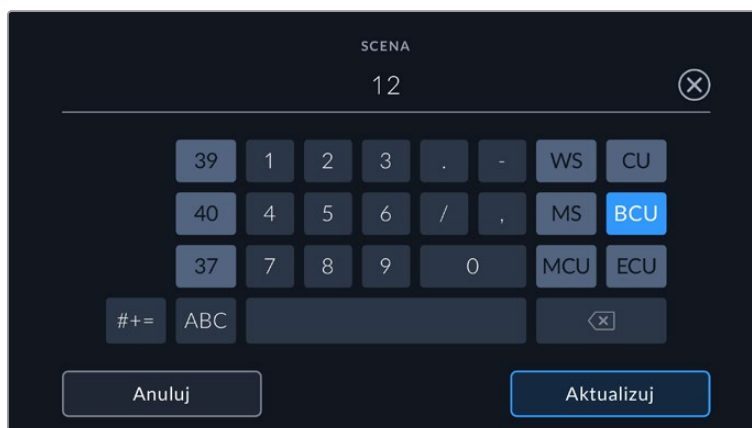 SCENA
12
39 1 2 3 . - WS CU
40 4 5 6 / , MS BCU
37 7 8 9 0 MCU ECU
#+= ABC
Anuluj Aktualizuj